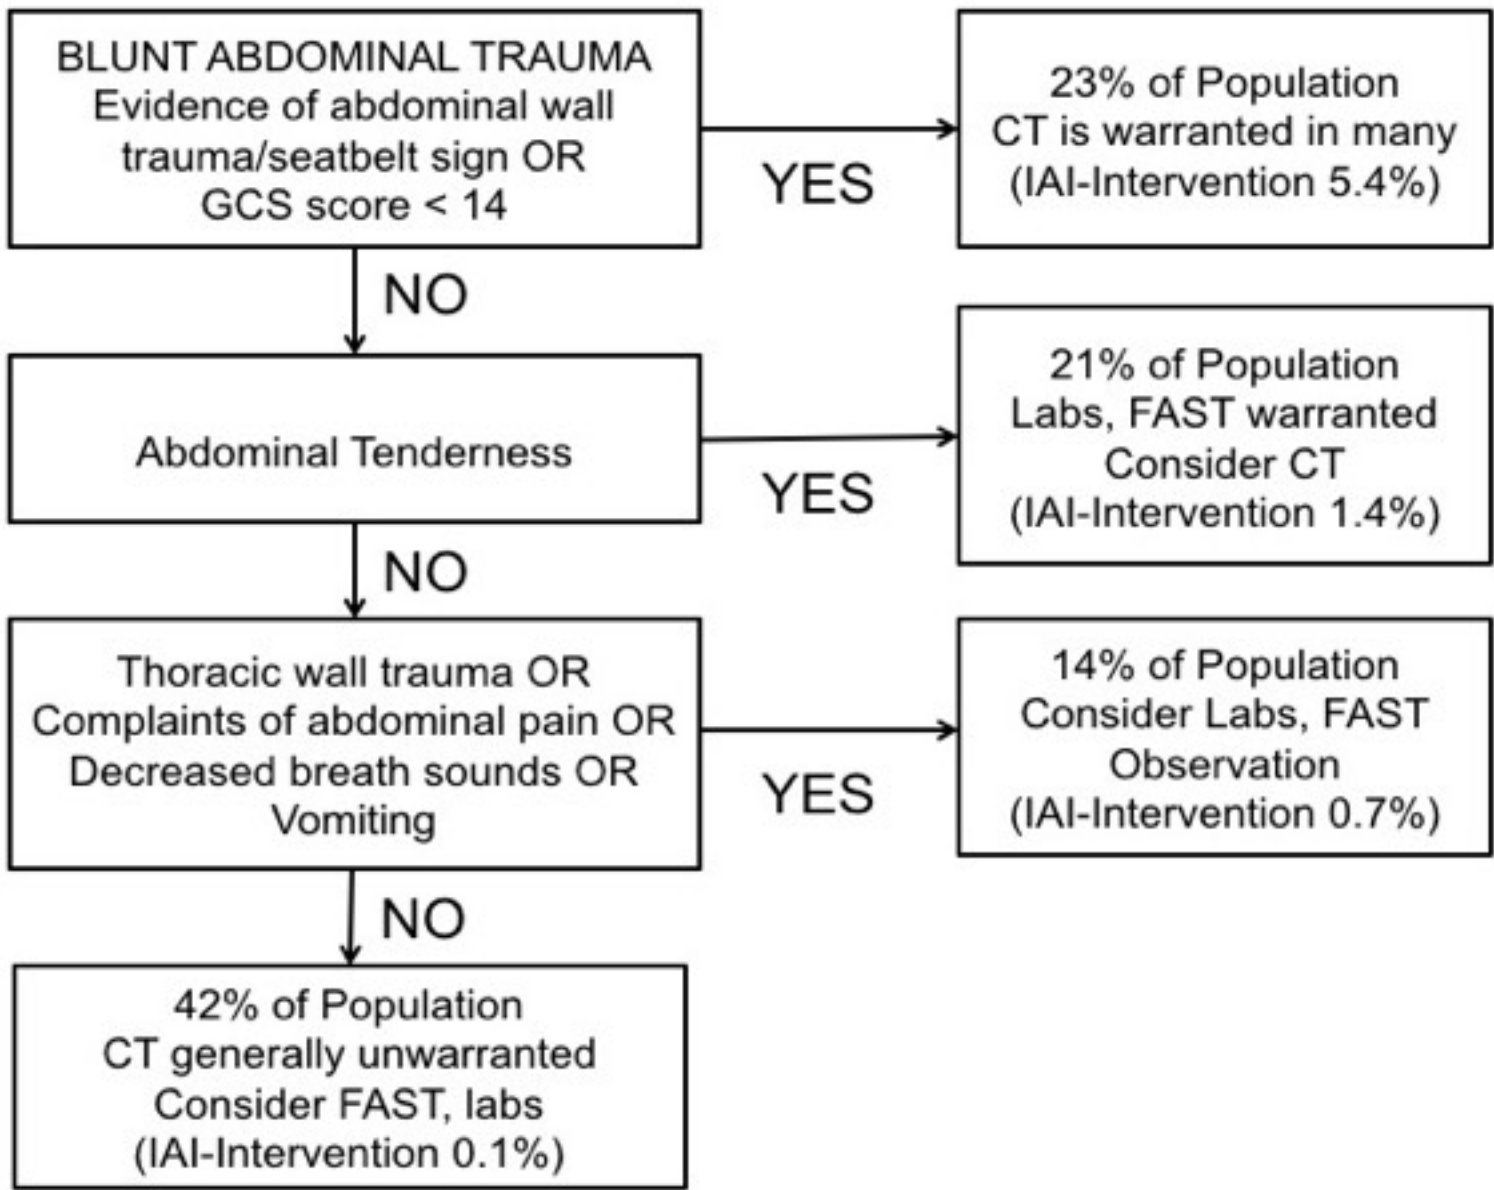 BLUNT ABDOMINAL TRAUMA
Evidence of abdominal wall
trauma/seatbelt sign OR
GCS score < 14
YES
23% of Population
CT is warranted in many
(IAI-Intervention 5.4%)
NO
Abdominal Tenderness
YES
21% of Population
Labs, FAST warranted
Consider CT
(IAI-Intervention 1.4%)
NO
Thoracic wall trauma OR
Complaints of abdominal pain OR
Decreased breath sounds OR
Vomiting
YES
14% of Population
Consider Labs, FAST
Observation
(IAI-Intervention 0.7%)
NO
42% of Population
CT generally unwarranted
Consider FAST, labs
(IAI-Intervention 0.1%)